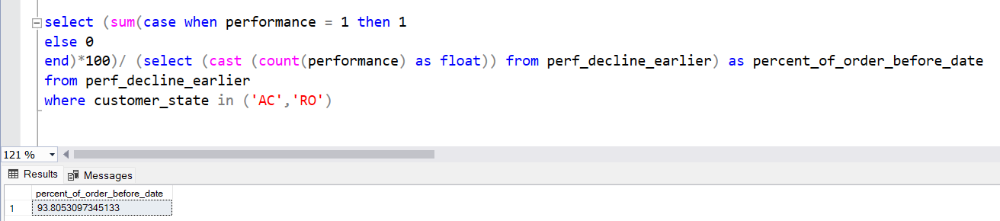 select (sum(case when performance = 1 then 1
else 0
end)*100)/ (select (cast (count(performance) as float)) from perf_decline_earlier) as percent_of_order_before_date
from perf_decline_earlier
where customer_state in ('AC','RO')
121 %
Results Messages
percent_of_order_before_date
1 93.8053097345133